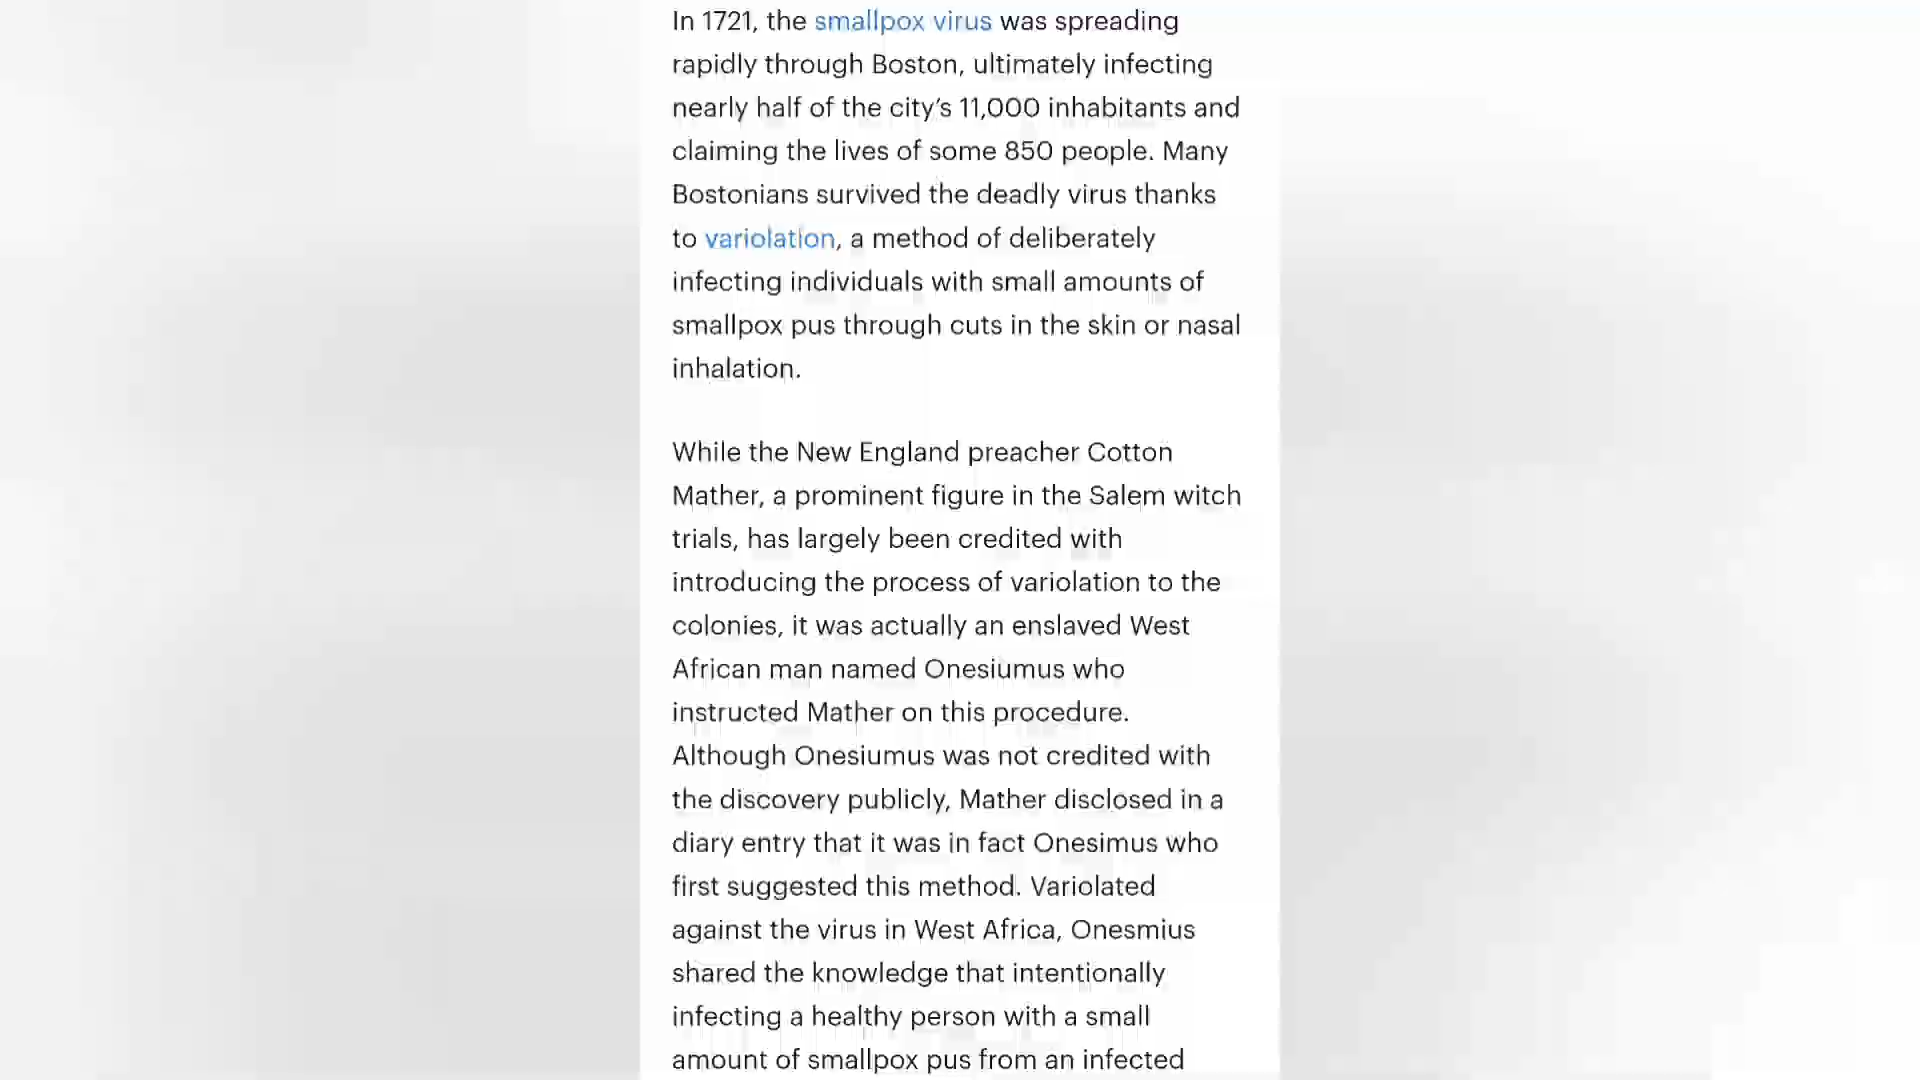 In 1721, the smallpox virus was spreading
rapidly through Boston, ultimately infecting
nearly half of the city’s 11,000 inhabitants and
claiming the lives of some 850 people. Many
Bostonians survived the deadly virus thanks
to variolation, a method of deliberately
infecting individuals with small amounts of
smallpox pus through cuts in the skin or nasal
inhalation.
While the New England preacher Cotton
Mather, a prominent figure in the Salem witch
trials, has largely been credited with
introducing the process of variolation to the
colonies, it was actually an enslaved West
African man named Onesiumus who
instructed Mather on this procedure.
Although Onesiumus was not credited with
the discovery publicly, Mather disclosed in a
diary entry that it was in fact Onesimus who
first suggested this method. Variolated
against the virus in West Africa, Onesmius
shared the knowledge that intentionally
infecting a healthy person with a small
amount of smallpox pus from an infected